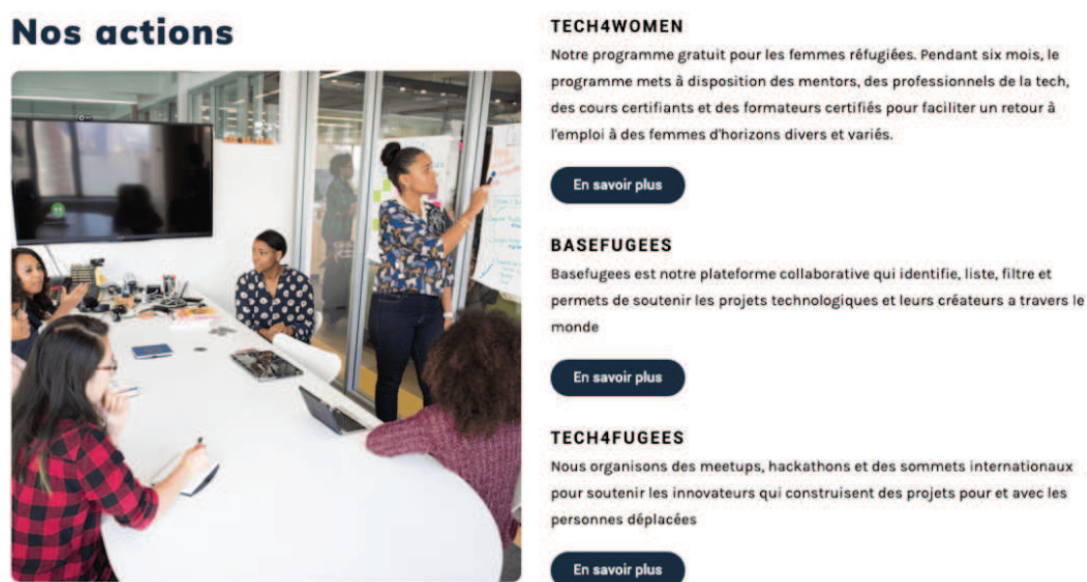 Nos actions
TECH4WOMEN
Notre programme gratuit pour les femmes réfugiées. Pendant six mois, le
programme mets à disposition des mentors, des professionnels de la tech,
des cours certifiants et des formateurs certifiés pour faciliter un retour à
l'emploi à des femmes d'horizons divers et variés.
En savoir plus
BASEFUGEES
Basefugees est notre plateforme collaborative qui identifie, liste, filtre et
permets de soutenir les projets technologiques et leurs créateurs a travers le
monde
En savoir plus
TECH4FUGEES
Nous organisons des meetups, hackathons et des sommets internationaux
pour soutenir les innovateurs qui construisent des projets pour et avec les
personnes déplacées
En savoir plus